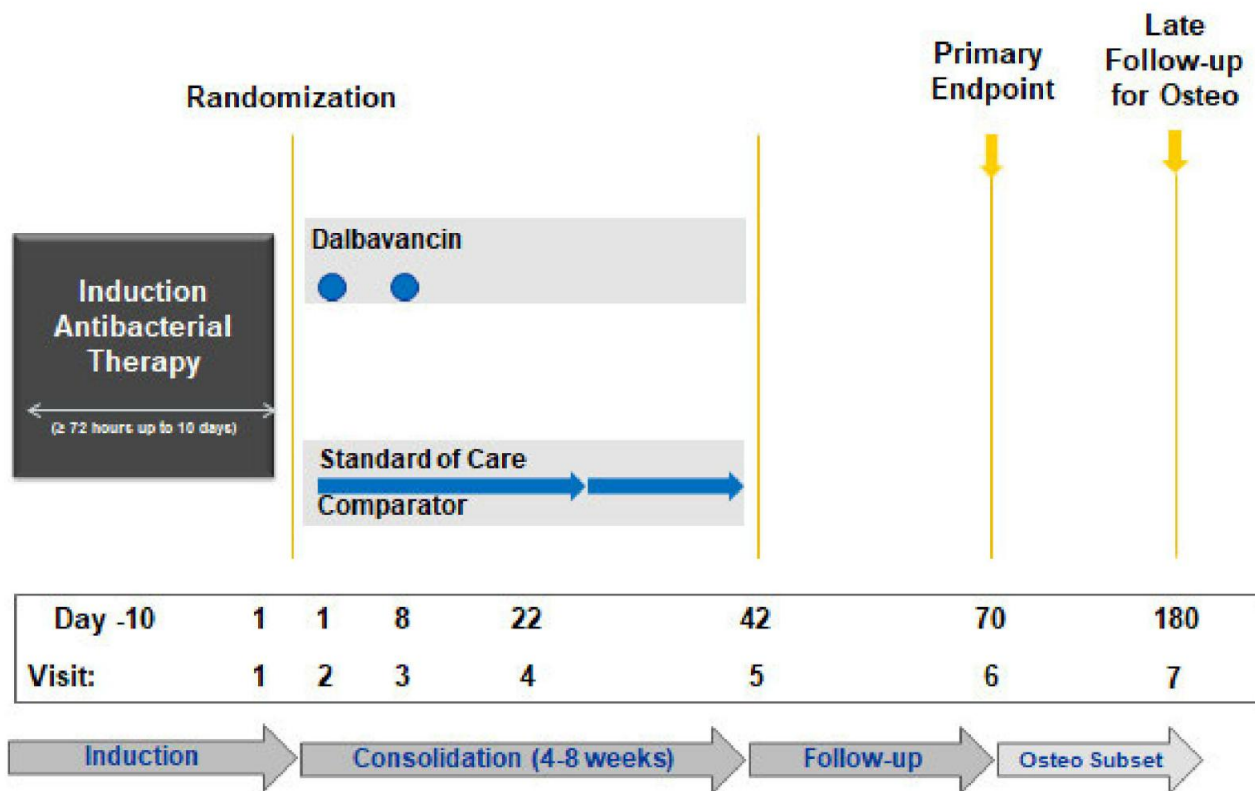 Randomization
Primary
Endpoint
Late
Follow-up
for Osteo
Induction
Antibacterial
Therapy
(≥ 72 hours up to 10 days)
Dalbavancin
Standard of Care
Comparator
Day -10 1 1 8 22 42 70 180
Visit: 1 2 3 4 5 6 7
Induction
Consolidation (4-8 weeks)
Follow-up
Osteo Subset